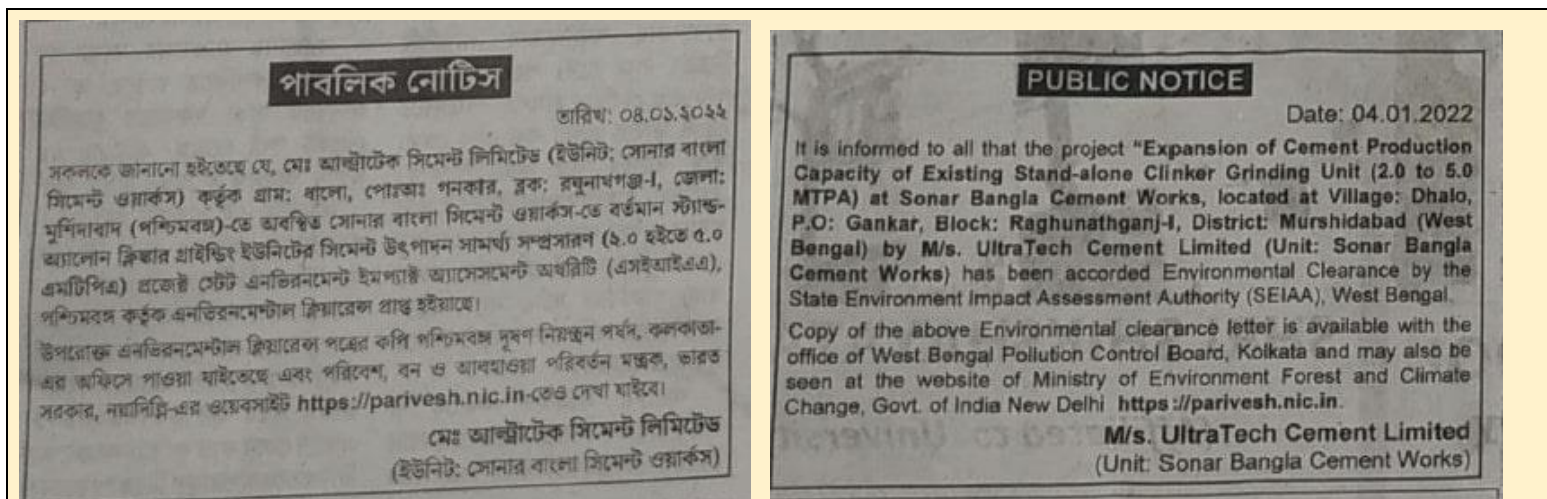 পাবলিক নোটিস
তারিখ: ০৪.০১.২০২২
সকলকে জানানো হইতেছে যে, মেঃ আল্ট্রাটেক সিমেন্ট লিমিটেড (ইউনিট: সোনার বাংলা
সিমেন্ট ওয়ার্কস) কর্তৃক গ্রাম: ধালো, পোঃঅঃ গনকার, ব্লক: রঘুনাথগঞ্জ-I, জেলা:
মুর্শিদাবাদ (পশ্চিমবঙ্গ)-তে অবস্থিত সোনার বাংলা সিমেন্ট ওয়ার্কস-তে বর্তমান স্ট্যান্ড-
অ্যালোন ক্লিঙ্কার গ্রাইন্ডিং ইউনিটের সিমেন্ট উৎপাদন সামর্থ্য সম্প্রসারণ (২.০ হইতে ৫.০
এমটিপিএ) প্রজেক্ট স্টেট এনভিরনমেন্ট ইমপ্যাক্ট অ্যাসেসমেন্ট অথরিটি (এসইআইএএ),
পশ্চিমবঙ্গ কর্তৃক এনভিরনমেন্টাল ক্লিয়ারেন্স প্রাপ্ত হইয়াছে।
উপরোক্ত এনভিরনমেন্টাল ক্লিয়ারেন্স পত্রের কপি পশ্চিমবঙ্গ দূষণ নিয়ন্ত্রন পর্ষদ, কলকাতা-
এর অফিসে পাওয়া যাইতেছে এবং পরিবেশ, বন ও আবহাওয়া পরিবর্তন মন্ত্রক, ভারত
সরকার, নয়াদিল্লি-এর ওয়েবসাইট https://parivesh.nic.in-তেও দেখা যাইবে।
মেঃ আল্ট্রাটেক সিমেন্ট লিমিটেড
(ইউনিট: সোনার বাংলা সিমেন্ট ওয়ার্কস)
PUBLIC NOTICE
Date: 04.01.2022
It is informed to all that the project "Expansion of Cement Production
Capacity of Existing Stand-alone Clinker Grinding Unit (2.0 to 5.0
MTPA) at Sonar Bangla Cement Works, located at Village: Dhalo,
P.O: Gankar, Block: Raghunathganj-I, District: Murshidabad (West
Bengal) by M/s. UltraTech Cement Limited (Unit: Sonar Bangla
Cement Works) has been accorded Environmental Clearance by the
State Environment Impact Assessment Authority (SEIAA), West Bengal.
Copy of the above Environmental clearance letter is available with the
office of West Bengal Pollution Control Board, Kolkata and may also be
seen at the website of Ministry of Environment Forest and Climate
Change, Govt. of India New Delhi https://parivesh.nic.in.
M/s. UltraTech Cement Limited
(Unit: Sonar Bangla Cement Works)